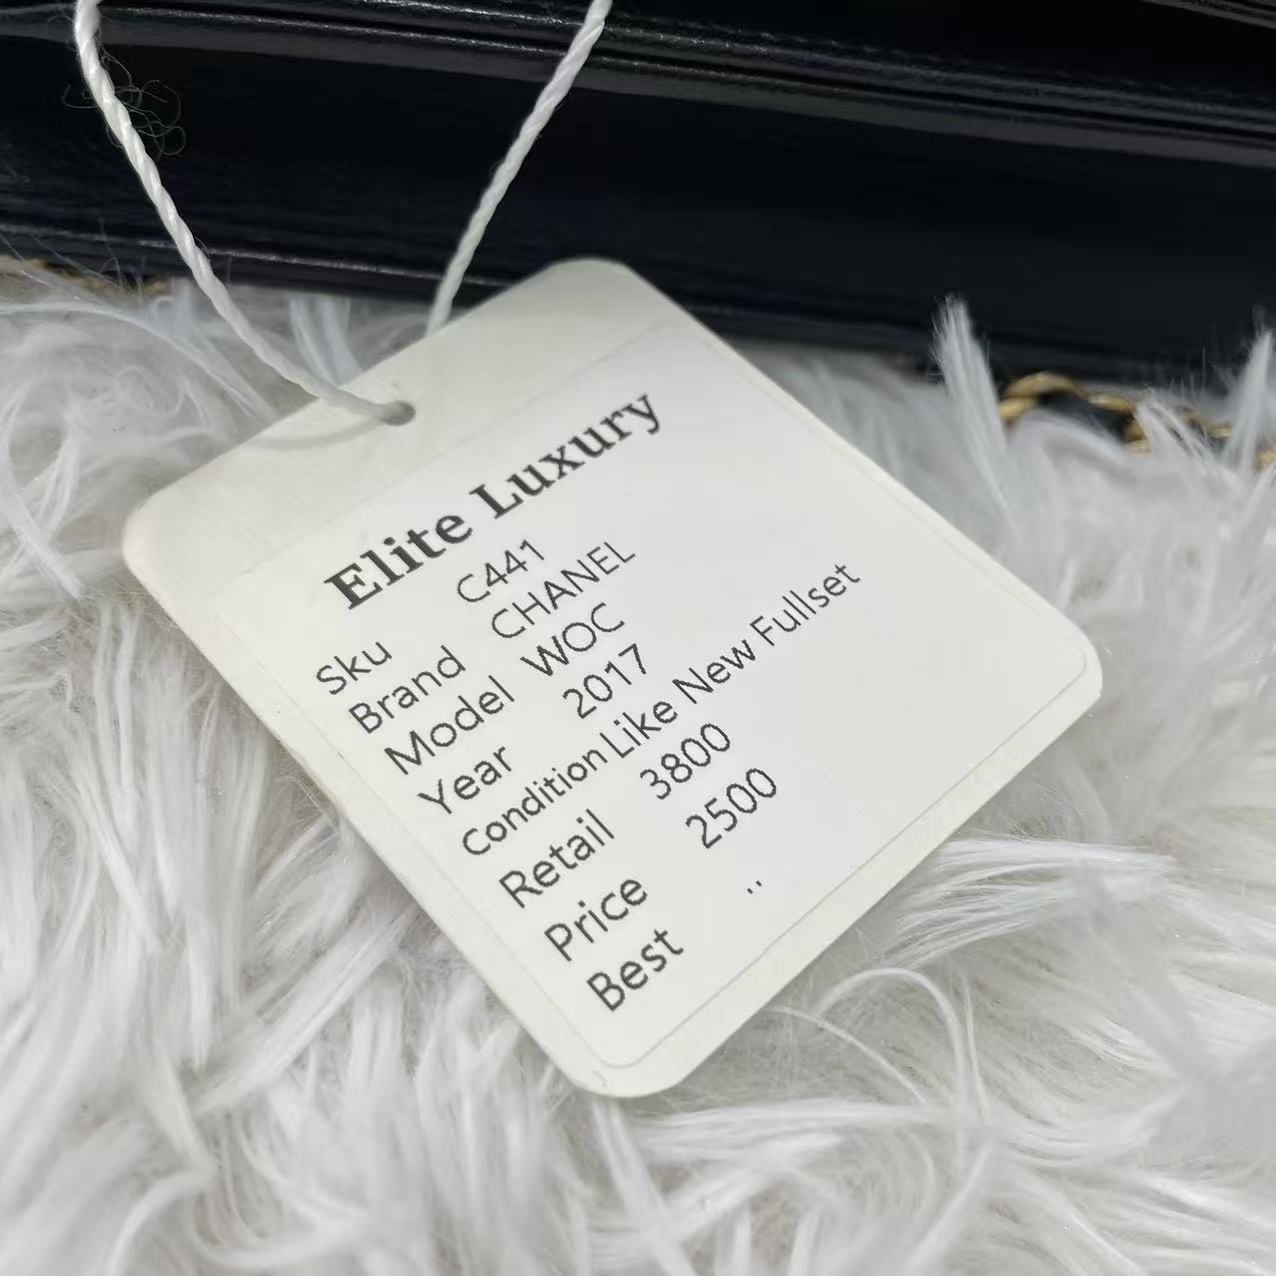 Elite Luxury
Sku C441
Brand CHANEL
Model WOC
Year 2017
Condition Like New Fullset
Retail 3800
Price 2500
Best ..